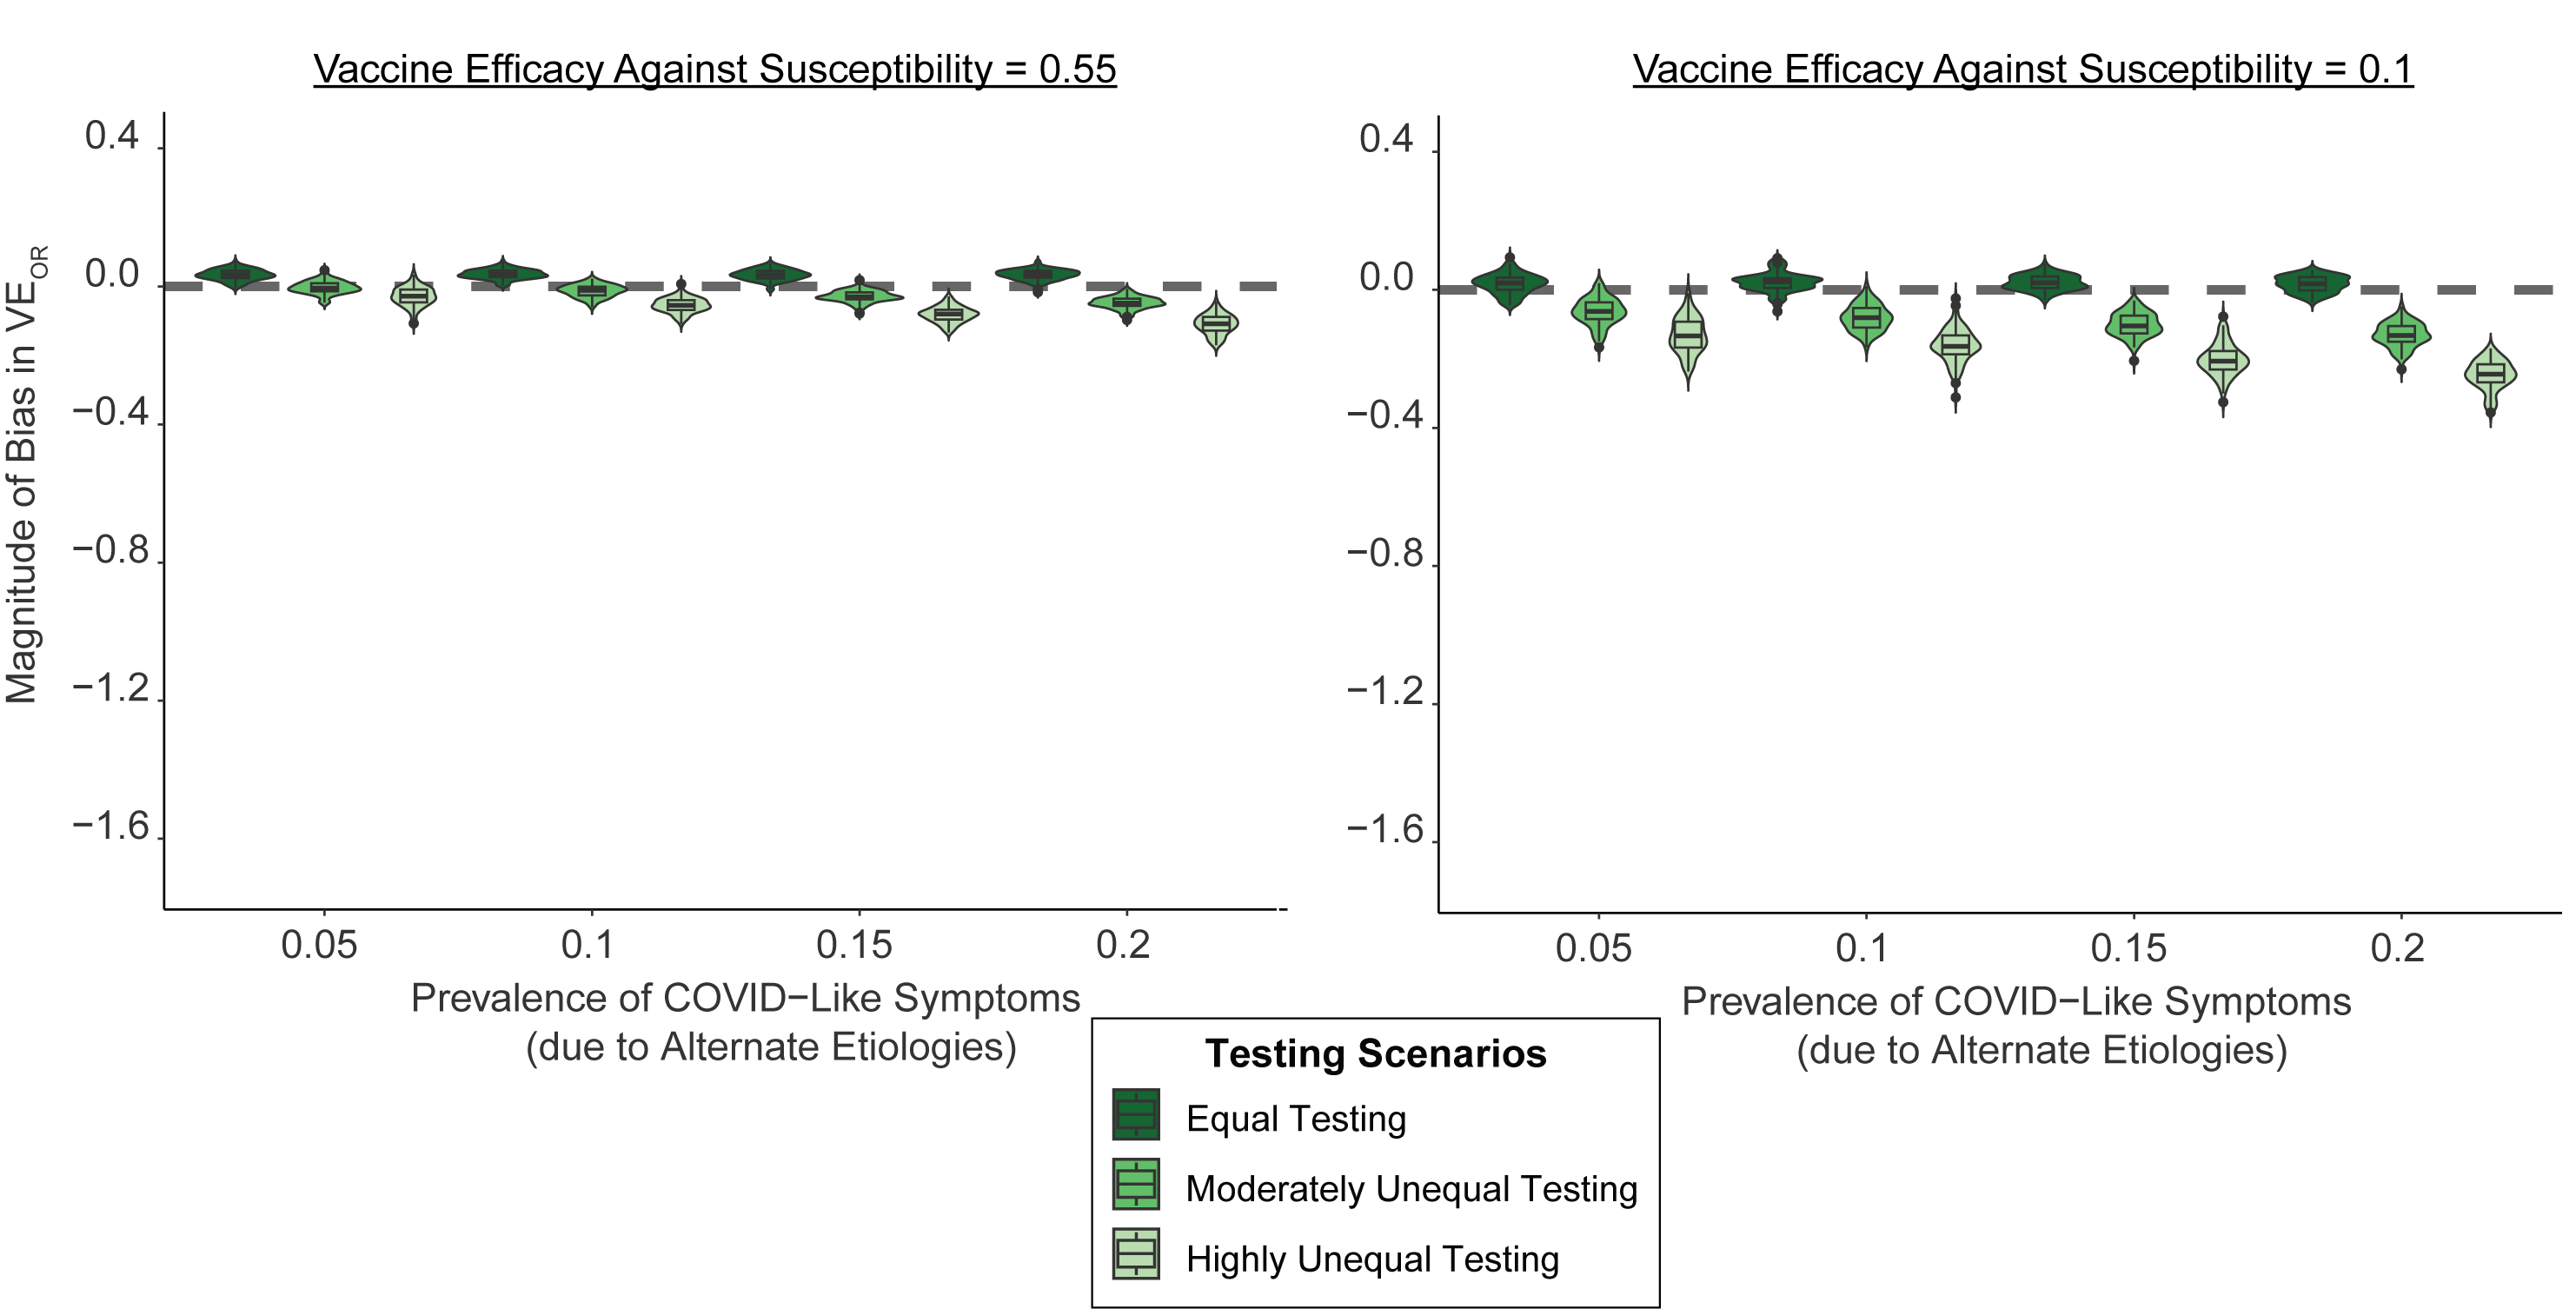 Vaccine Efficacy Against Susceptibility = 0.55
0.4
0.0
−0.4
−0.8
−1.2
−1.6
Magnitude of Bias in VEOR
0.05 0.1 0.15 0.2
Prevalence of COVID−Like Symptoms
(due to Alternate Etiologies)
Vaccine Efficacy Against Susceptibility = 0.1
0.4
0.0
−0.4
−0.8
−1.2
−1.6
0.05 0.1 0.15 0.2
Prevalence of COVID−Like Symptoms
(due to Alternate Etiologies)
Testing Scenarios
Equal Testing
Moderately Unequal Testing
Highly Unequal Testing